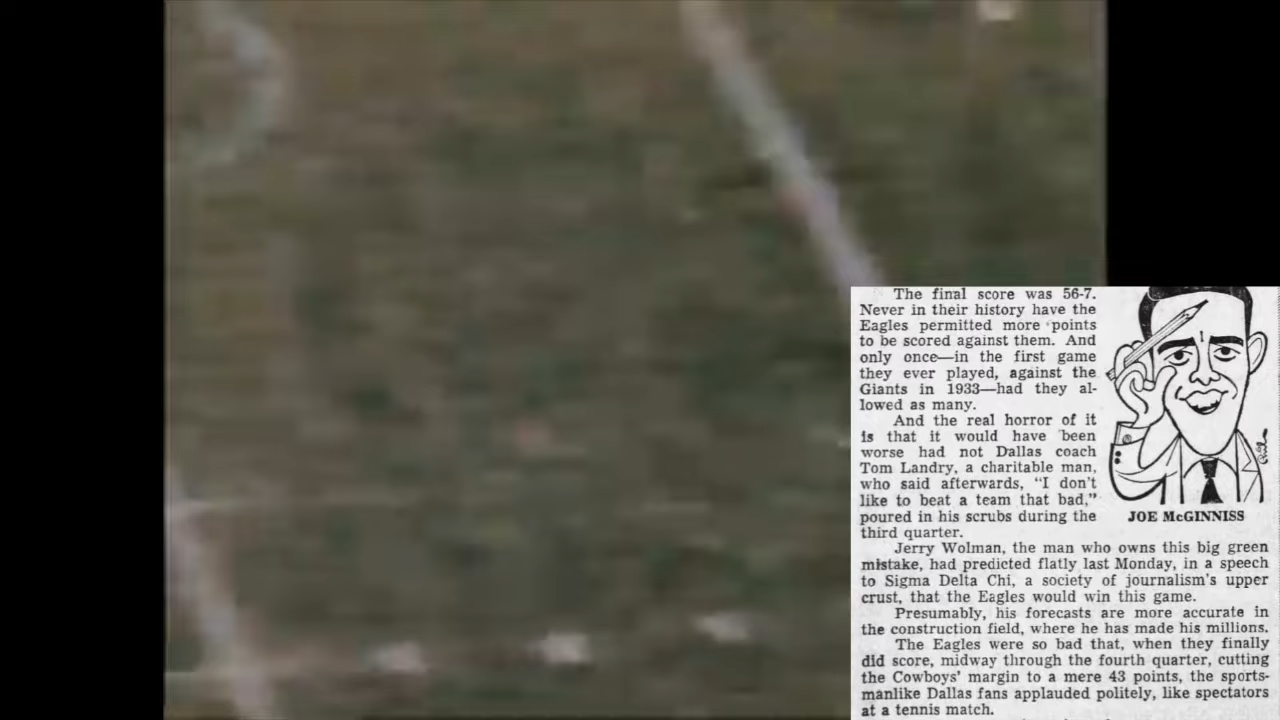 The final score was 56-7.
Never in their history have the
Eagles permitted more points
to be scored against them. And
only once—in the first game
they ever played, against the
Giants in 1933—had they al-
lowed as many.
And the real horror of it
is that it would have been
worse had not Dallas coach
Tom Landry, a charitable man,
who said afterwards, "I don't
like to beat a team that bad,"
poured in his scrubs during the
third quarter.
JOE McGINNISS
Jerry Wolman, the man who owns this big green
mistake, had predicted flatly last Monday, in a speech
to Sigma Delta Chi, a society of journalism's upper
crust, that the Eagles would win this game.
Presumably, his forecasts are more accurate in
the construction field, where he has made his millions.
The Eagles were so bad that, when they finally
did score, midway through the fourth quarter, cutting
the Cowboys' margin to a mere 43 points, the sports-
manlike Dallas fans applauded politely, like spectators
at a tennis match.